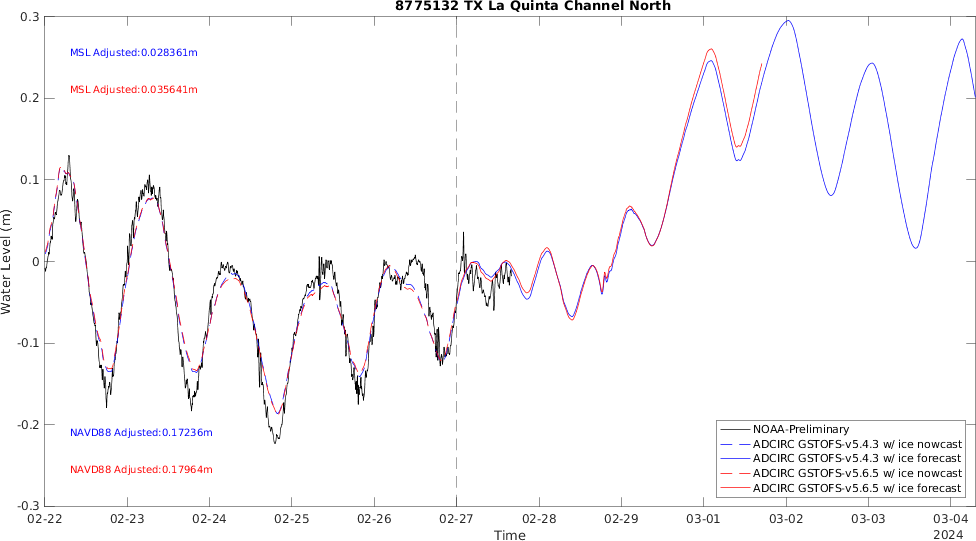 8775132 TX La Quinta Channel North
0.3
0.2
0.1
0
-0.1
-0.2
-0.3
Water Level (m)
MSL Adjusted:0.028361m
MSL Adjusted:0.035641m
NAVD88 Adjusted:0.17236m
NAVD88 Adjusted:0.17964m
NOAA-Preliminary
ADCIRC GSTOFS-v5.4.3 w/ ice nowcast
ADCIRC GSTOFS-v5.4.3 w/ ice forecast
ADCIRC GSTOFS-v5.6.5 w/ ice nowcast
ADCIRC GSTOFS-v5.6.5 w/ ice forecast
02-22 02-23 02-24 02-25 02-26 02-27 02-28 02-29 03-01 03-02 03-03 03-04
2024
Time